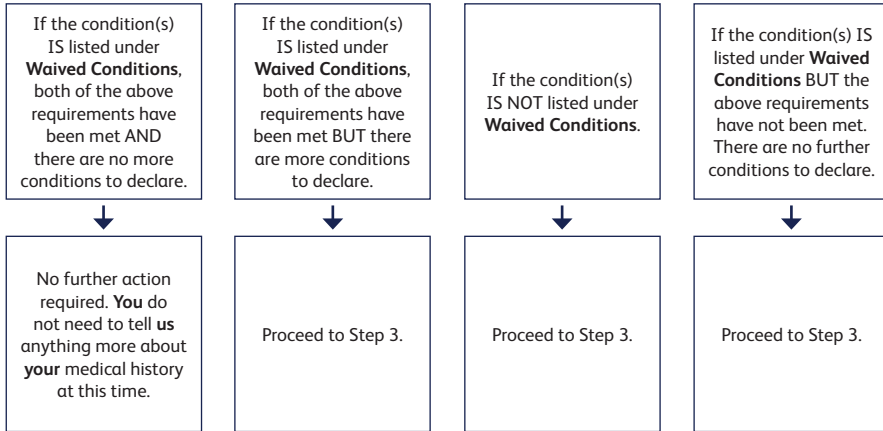 If the condition(s)
IS listed under
Waived Conditions,
both of the above
requirements have
been met AND
there are no more
conditions to declare.
If the condition(s)
IS listed under
Waived Conditions,
both of the above
requirements have
been met BUT there
are more conditions
to declare.
If the condition(s)
IS NOT listed under
Waived Conditions.
If the condition(s) IS
listed under Waived
Conditions BUT the
above requirements
have not been met.
There are no further
conditions to declare.
No further action
required. You do
not need to tell us
anything more about
your medical history
at this time.
Proceed to Step 3.
Proceed to Step 3.
Proceed to Step 3.